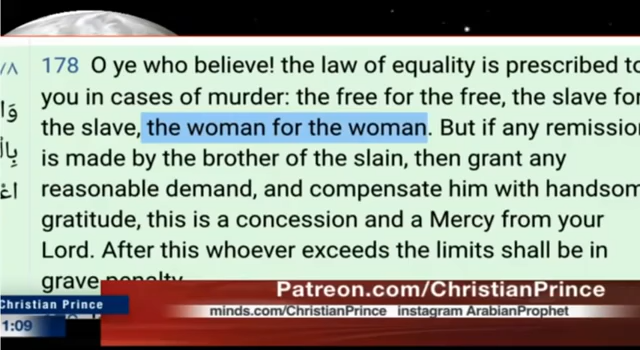 178 O ye who believe! the law of equality is prescribed to
you in cases of murder: the free for the free, the slave for
the slave, the woman for the woman. But if any remission
is made by the brother of the slain, then grant any
reasonable demand, and compensate him with handsom
gratitude, this is a concession and a Mercy from your
Lord. After this whoever exceeds the limits shall be in
grave penalty
Patreon.com/ChristianPrince
Christian Prince
minds.com/ChristianPrince instagram ArabianProphet
1:09